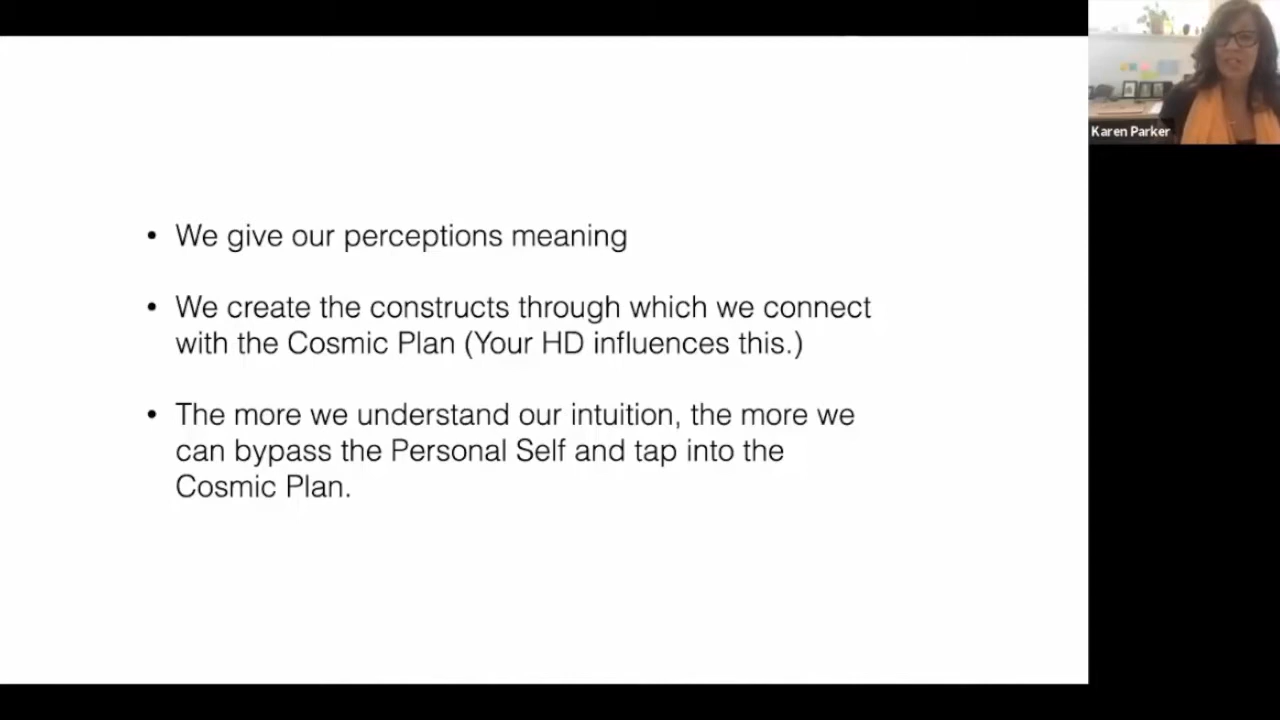 • We give our perceptions meaning
• We create the constructs through which we connect
with the Cosmic Plan (Your HD influences this.)
• The more we understand our intuition, the more we
can bypass the Personal Self and tap into the
Cosmic Plan.
Karen Parker